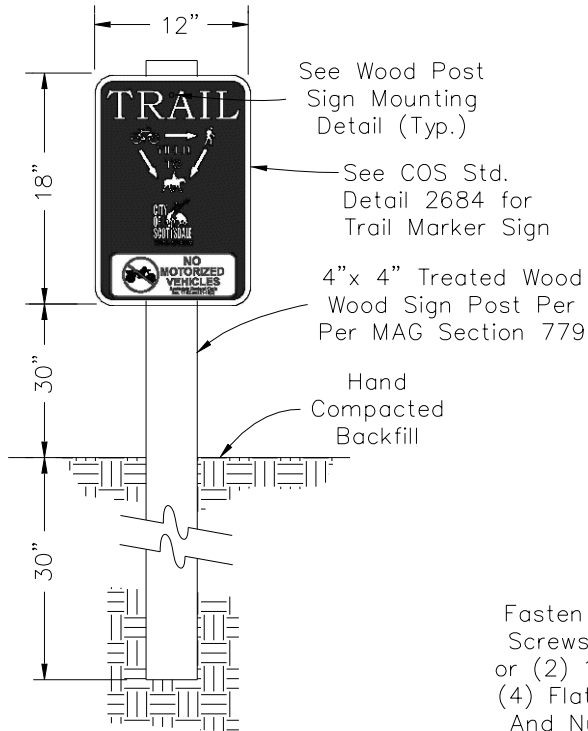 12"
See Wood Post
Sign Mounting
Detail (Typ.)
18"
TRAIL
YIELD
TO
CITY
OF
SCOTTSDALE
NO
MOTORIZED
VEHICLES
See COS Std.
Detail 2684 for
Trail Marker Sign
4"x 4" Treated Wood
Wood Sign Post Per
Per MAG Section 779
30"
Hand
Compacted
Backfill
30"
Fasten
Screws
or (2)
(4) Flat
And